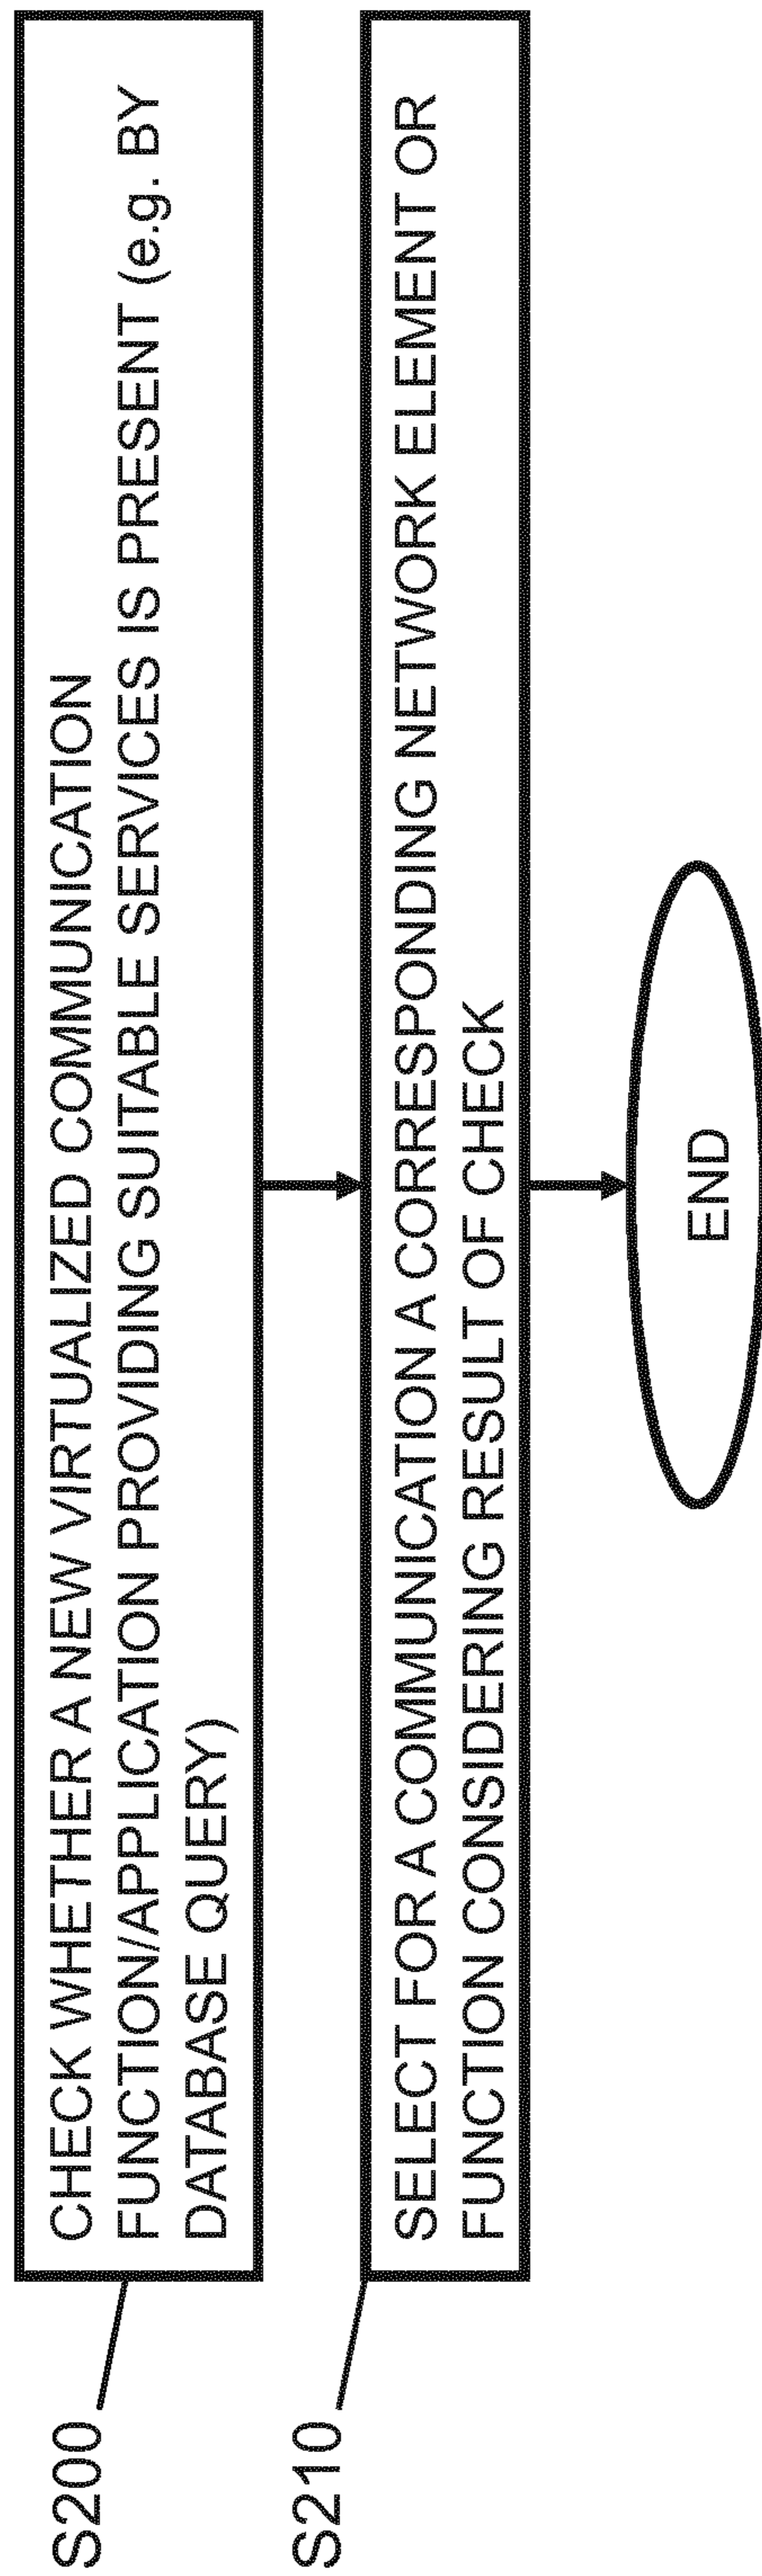 S200
CHECK WHETHER A NEW VIRTUALIZED COMMUNICATION
FUNCTION/APPLICATION PROVIDING SUITABLE SERVICES IS PRESENT (e.g. BY
DATABASE QUERY)
S210
SELECT FOR A COMMUNICATION A CORRESPONDING NETWORK ELEMENT OR
FUNCTION CONSIDERING RESULT OF CHECK
END